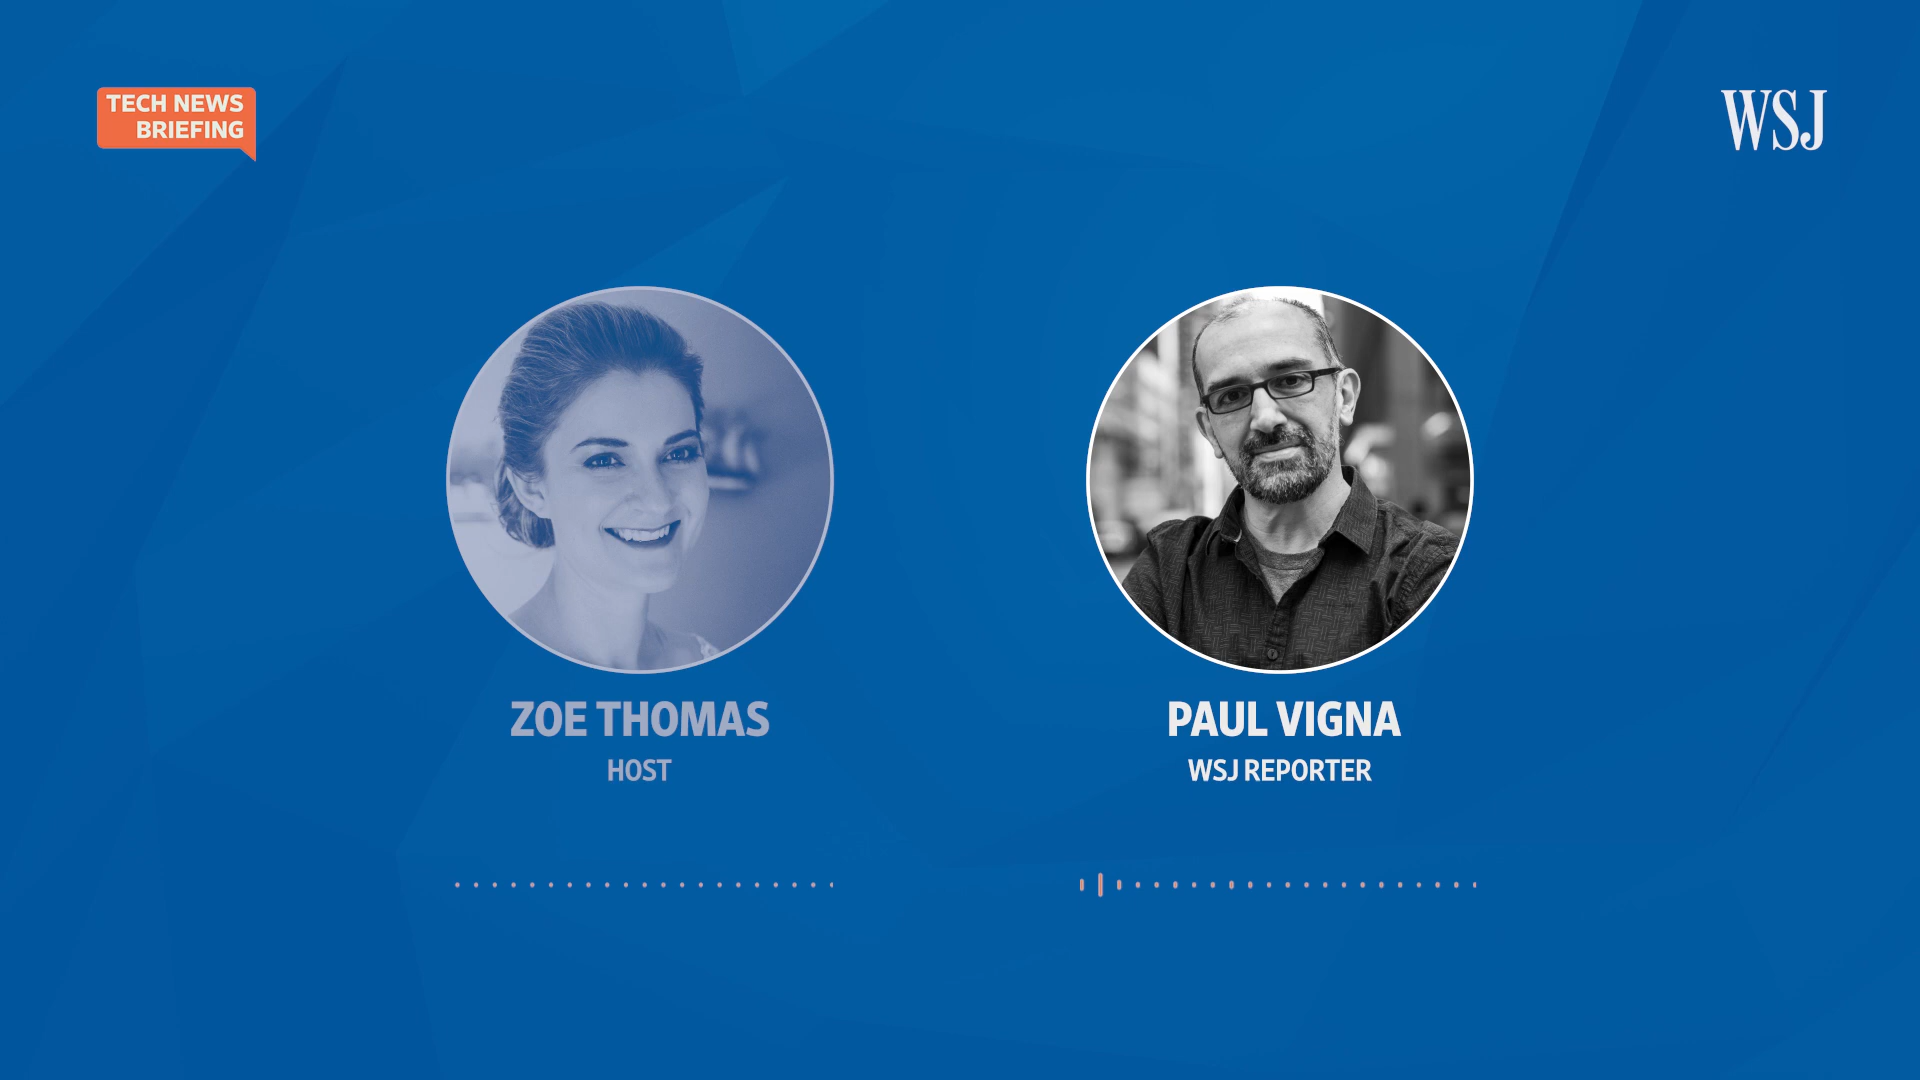 TECH NEWS
BRIEFING
WSJ
ZOE THOMAS
HOST
PAUL VIGNA
WSJ REPORTER